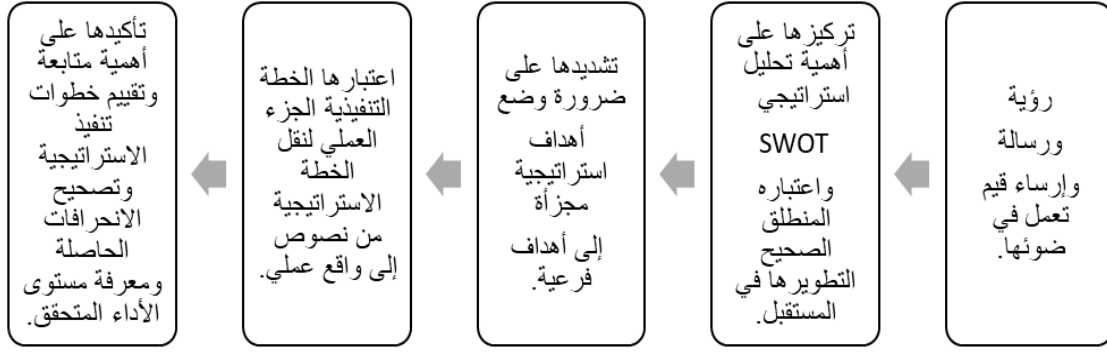 رؤية
ورسالة
وإرساء قيم
تعمل في
ضوئها.
تركيزها على
أهمية تحليل
استراتيجي
SWOT
واعتباره
المنطلق
الصحيح
التطويرها في
المستقبل.
تشديدها على
ضرورة وضع
أهداف
استراتيجية
مجزأة
إلى أهداف
فرعية.
اعتبارها الخطة
التنفيذية الجزء
العملي لنقل
الخطة
الاستراتيجية
من نصوص
إلى واقع عملي.
تأكيدها على
أهمية متابعة
وتقييم خطوات
تنفيذ
الاستراتيجية
وتصحيح
الانحرافات
الحاصلة
ومعرفة مستوى
الأداء المتحقق.